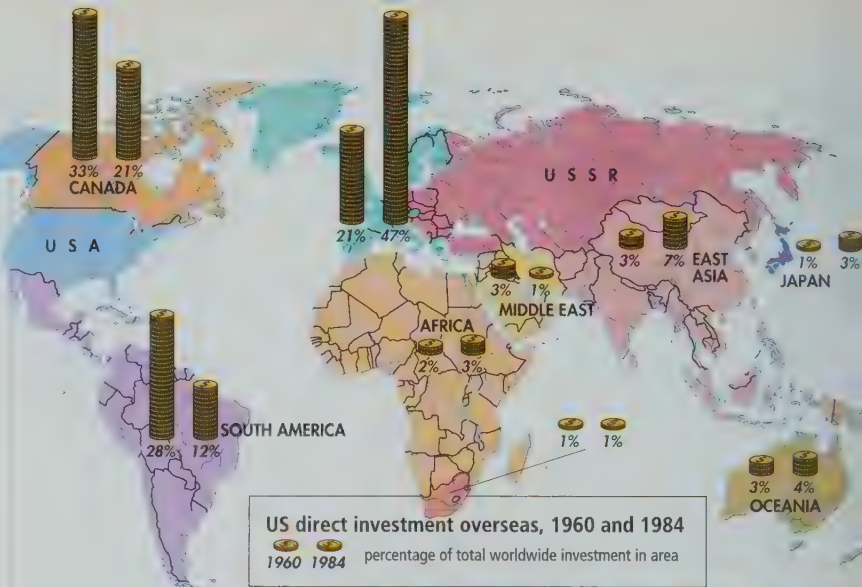 33% 21%
CANADA
USA
21% 47%
USSR
3% 7%
EAST
ASIA
1% 3%
JAPAN
3% 1%
MIDDLE EAST
AFRICA
2% 3%
28% 12%
SOUTH AMERICA
1% 1%
3% 4%
OCEANIA
US direct investment overseas, 1960 and 1984
1960 1984 percentage of total worldwide investment in area